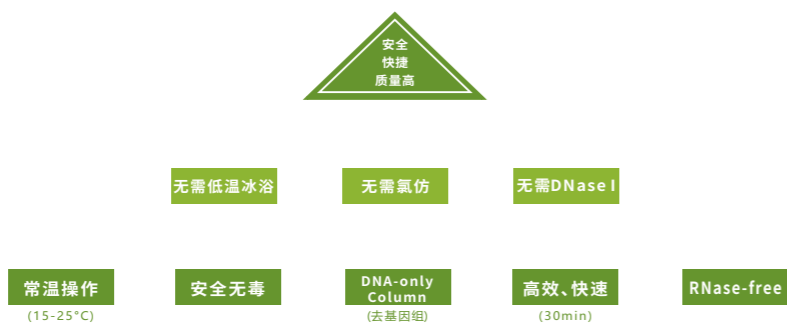 安全
快捷
质量高
无需低温冰浴
无需氯仿
无需DNase I
常温操作
(15-25°C)
安全无毒
DNA-only
Column
(去基因组)
高效、快速
(30min)
RNase-free